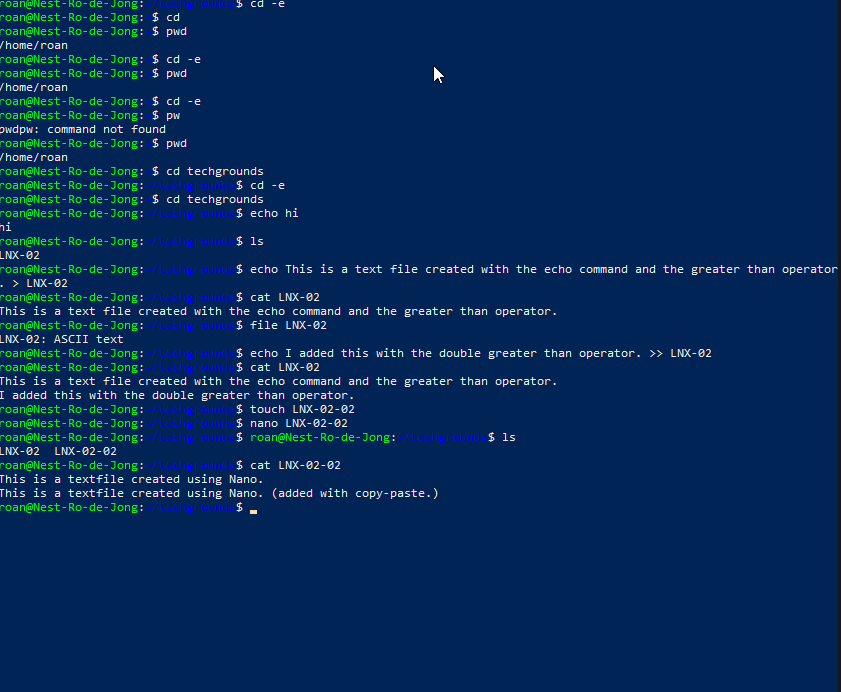 roan@Nest-Ro-de-Jong:~/techgrounds$ cd -e
roan@Nest-Ro-de-Jong:~$ cd
roan@Nest-Ro-de-Jong:~$ pwd
/home/roan
roan@Nest-Ro-de-Jong:~$ cd -e
roan@Nest-Ro-de-Jong:~$ pwd
/home/roan
roan@Nest-Ro-de-Jong:~$ cd -e
roan@Nest-Ro-de-Jong:~$ pw
pwdpw: command not found
roan@Nest-Ro-de-Jong:~$ pwd
/home/roan
roan@Nest-Ro-de-Jong:~$ cd techgrounds
roan@Nest-Ro-de-Jong:~/techgrounds$ cd -e
roan@Nest-Ro-de-Jong:~$ cd techgrounds
roan@Nest-Ro-de-Jong:~/techgrounds$ echo hi
hi
roan@Nest-Ro-de-Jong:~/techgrounds$ ls
LNX-02
roan@Nest-Ro-de-Jong:~/techgrounds$ echo This is a text file created with the echo command and the greater than operator
. > LNX-02
roan@Nest-Ro-de-Jong:~/techgrounds$ cat LNX-02
This is a text file created with the echo command and the greater than operator.
roan@Nest-Ro-de-Jong:~/techgrounds$ file LNX-02
LNX-02: ASCII text
roan@Nest-Ro-de-Jong:~/techgrounds$ echo I added this with the double greater than operator. >> LNX-02
roan@Nest-Ro-de-Jong:~/techgrounds$ cat LNX-02
This is a text file created with the echo command and the greater than operator.
I added this with the double greater than operator.
roan@Nest-Ro-de-Jong:~/techgrounds$ touch LNX-02-02
roan@Nest-Ro-de-Jong:~/techgrounds$ nano LNX-02-02
roan@Nest-Ro-de-Jong:~/techgrounds$ roan@Nest-Ro-de-Jong:~/techgrounds$ ls
LNX-02  LNX-02-02
roan@Nest-Ro-de-Jong:~/techgrounds$ cat LNX-02-02
This is a textfile created using Nano.
This is a textfile created using Nano. (added with copy-paste.)
roan@Nest-Ro-de-Jong:~/techgrounds$